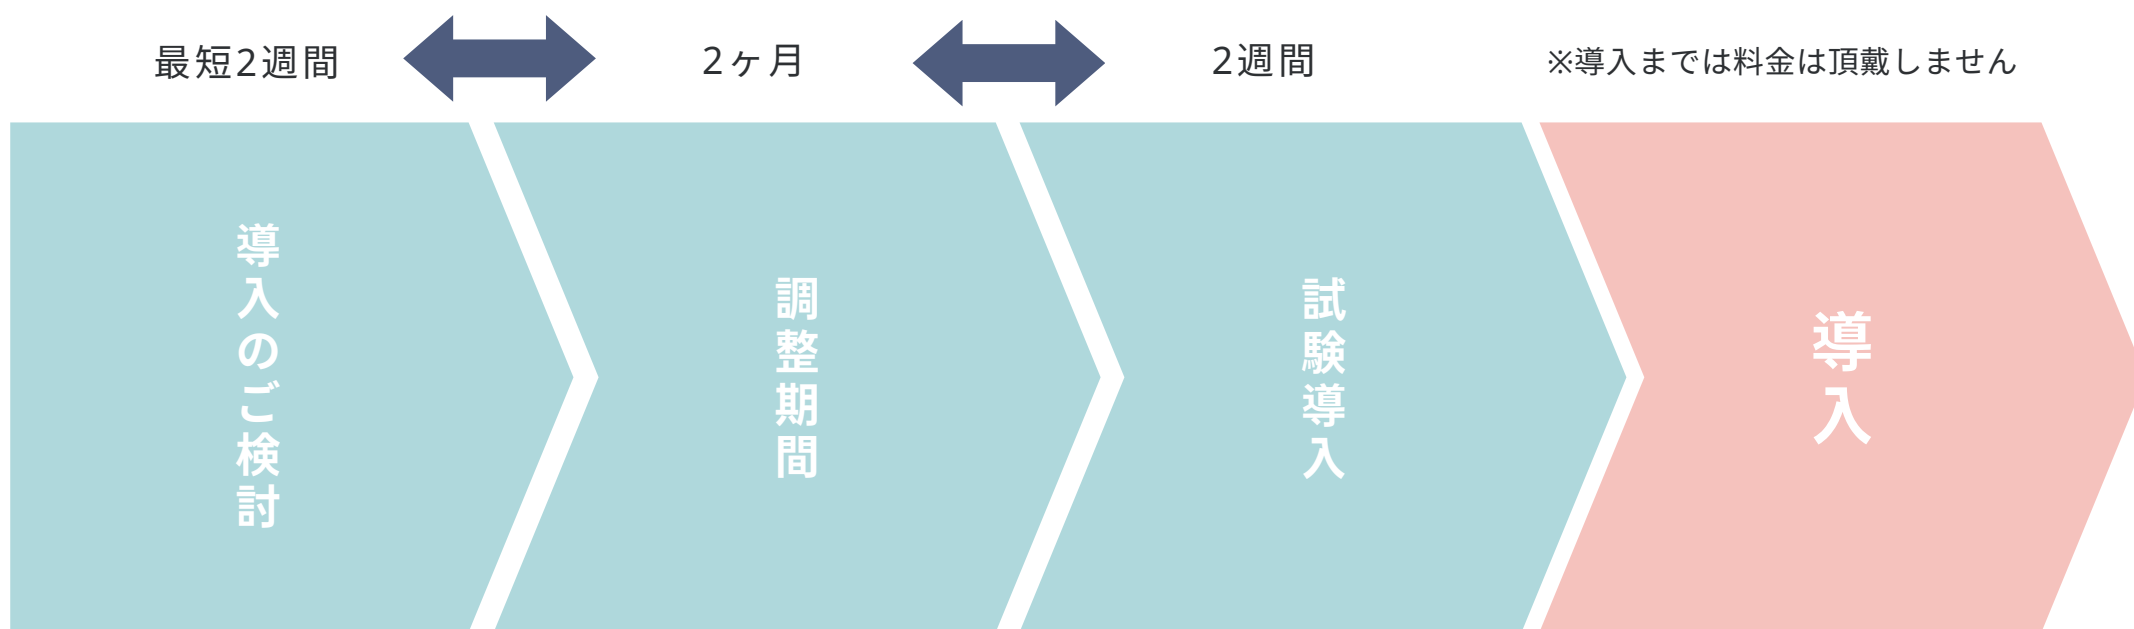 最短2週間
2ヶ月
2週間
※導入までは料金は頂戴しません
導入のご検討
調整期間
試験導入
導入